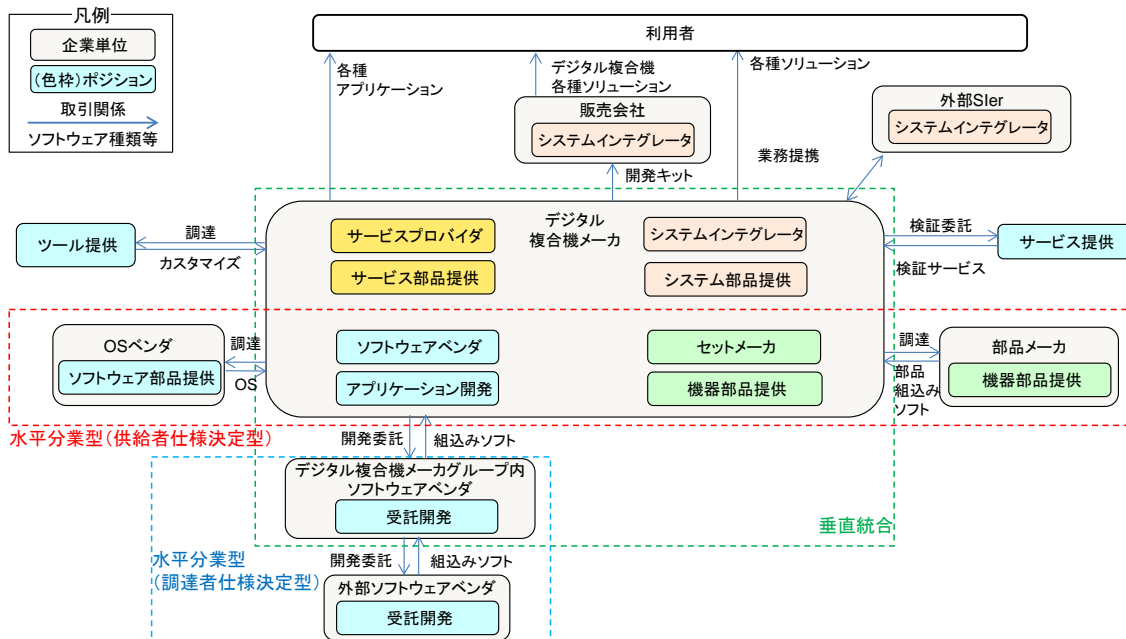 凡例
企業単位
(色枠)ポジション
取引関係
ソフトウェア種類等
利用者
各種
アプリケーション
デジタル複合機
各種ソリューション
各種ソリューション
販売会社
システムインテグレータ
外部SIer
システムインテグレータ
開発キット
業務提携
デジタル
複合機メーカ
サービスプロバイダ
システムインテグレータ
サービス部品提供
システム部品提供
ツール提供
調達
カスタマイズ
検証委託
検証サービス
サービス提供
OSベンダ
ソフトウェア部品提供
調達
OS
ソフトウェアベンダ
セットメーカ
アプリケーション開発
機器部品提供
調達
部品
組込み
ソフト
部品メーカ
機器部品提供
水平分業型(供給者仕様決定型)
開発委託
組込みソフト
デジタル複合機メーカグループ内
ソフトウェアベンダ
受託開発
垂直統合
水平分業型
(調達者仕様決定型)
開発委託
組込みソフト
外部ソフトウェアベンダ
受託開発